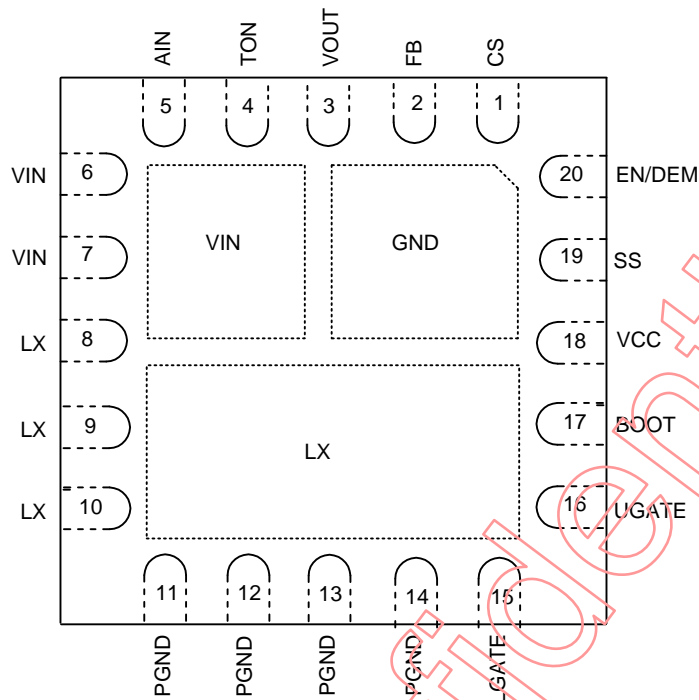 AIN TON VOUT FB CS
5 4 3 2 1
VIN 6 20 EN/DEM
VIN GND
VIN 7 19 SS
LX 8 18 VCC
LX 9 17 BOOT
LX
LX 10 16 UGATE
11 12 13 14 15
PGND PGND PGND PGND GATE